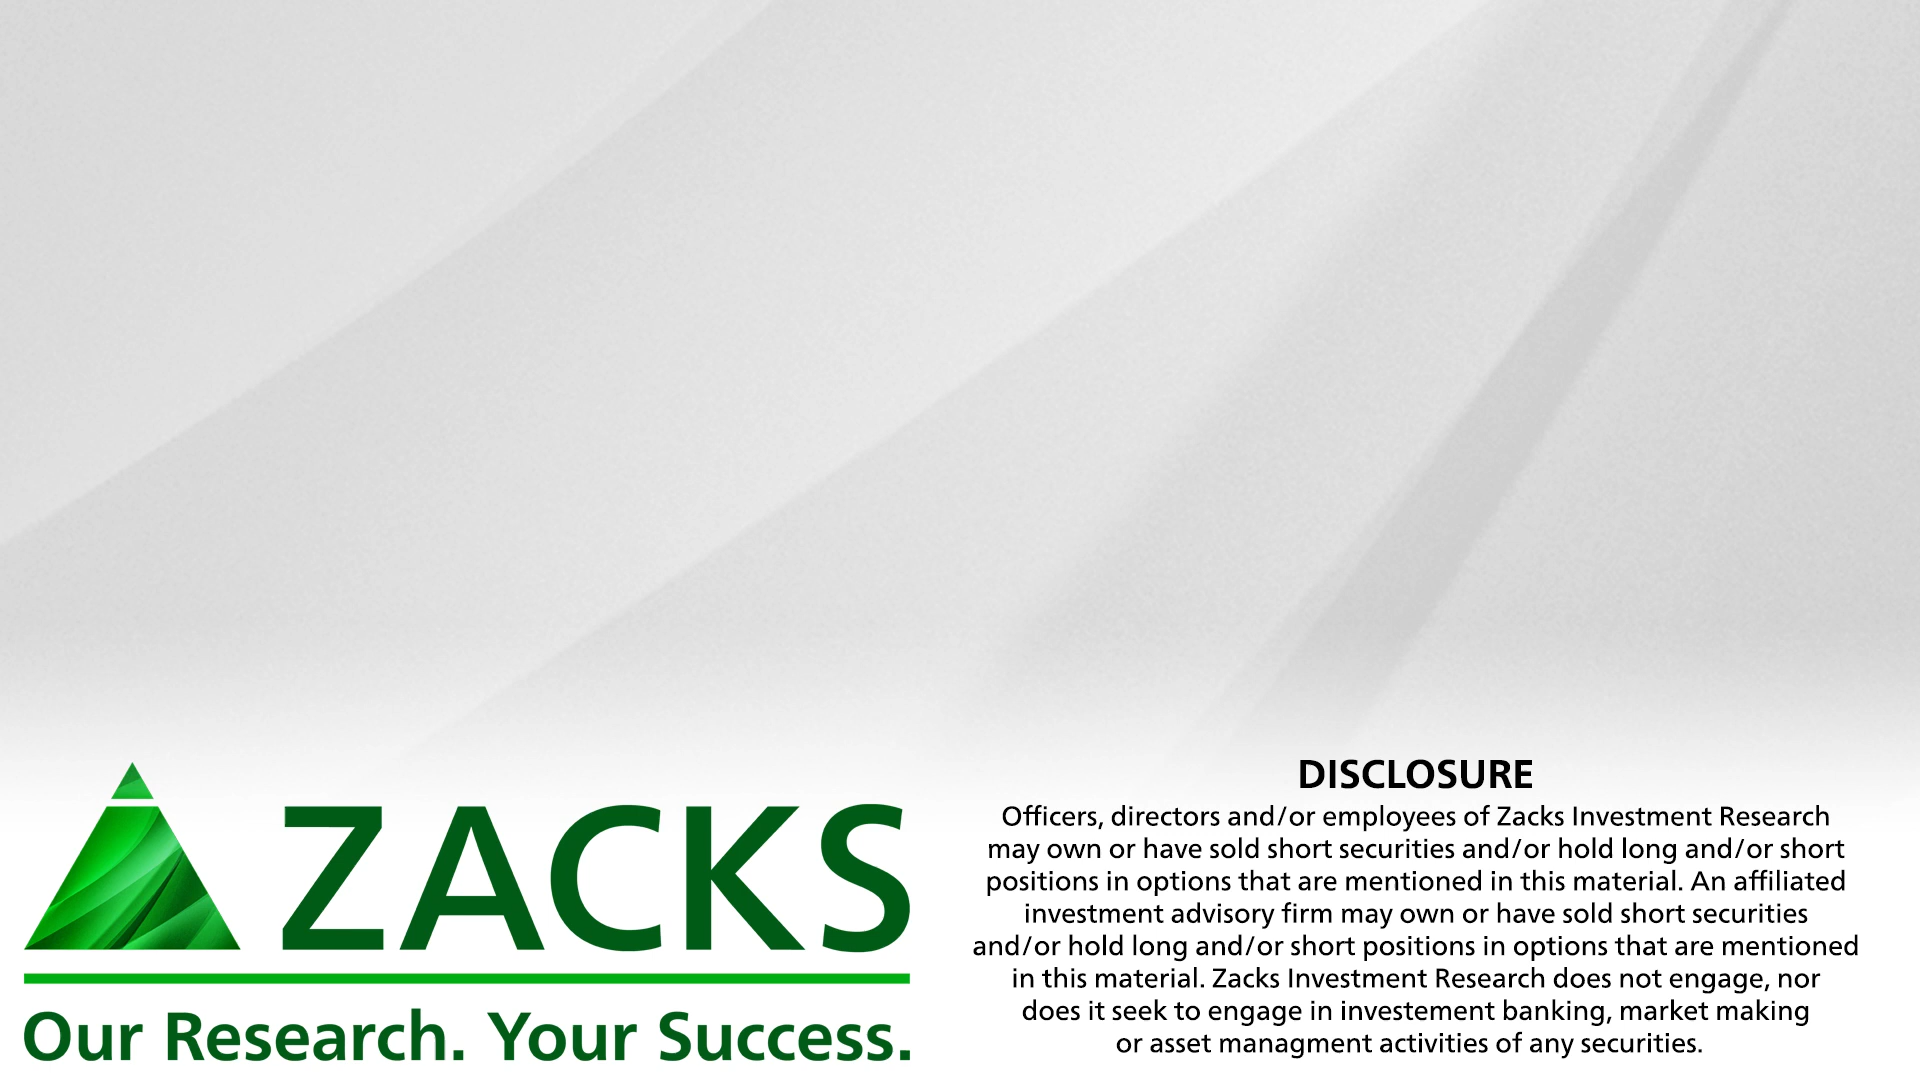 ZACKS
Our Research. Your Success.
DISCLOSURE
Officers, directors and/or employees of Zacks Investment Research
may own or have sold short securities and/or hold long and/or short
positions in options that are mentioned in this material. An affiliated
investment advisory firm may own or have sold short securities
and/or hold long and/or short positions in options that are mentioned
in this material. Zacks Investment Research does not engage, nor
does it seek to engage in investement banking, market making
or asset managment activities of any securities.